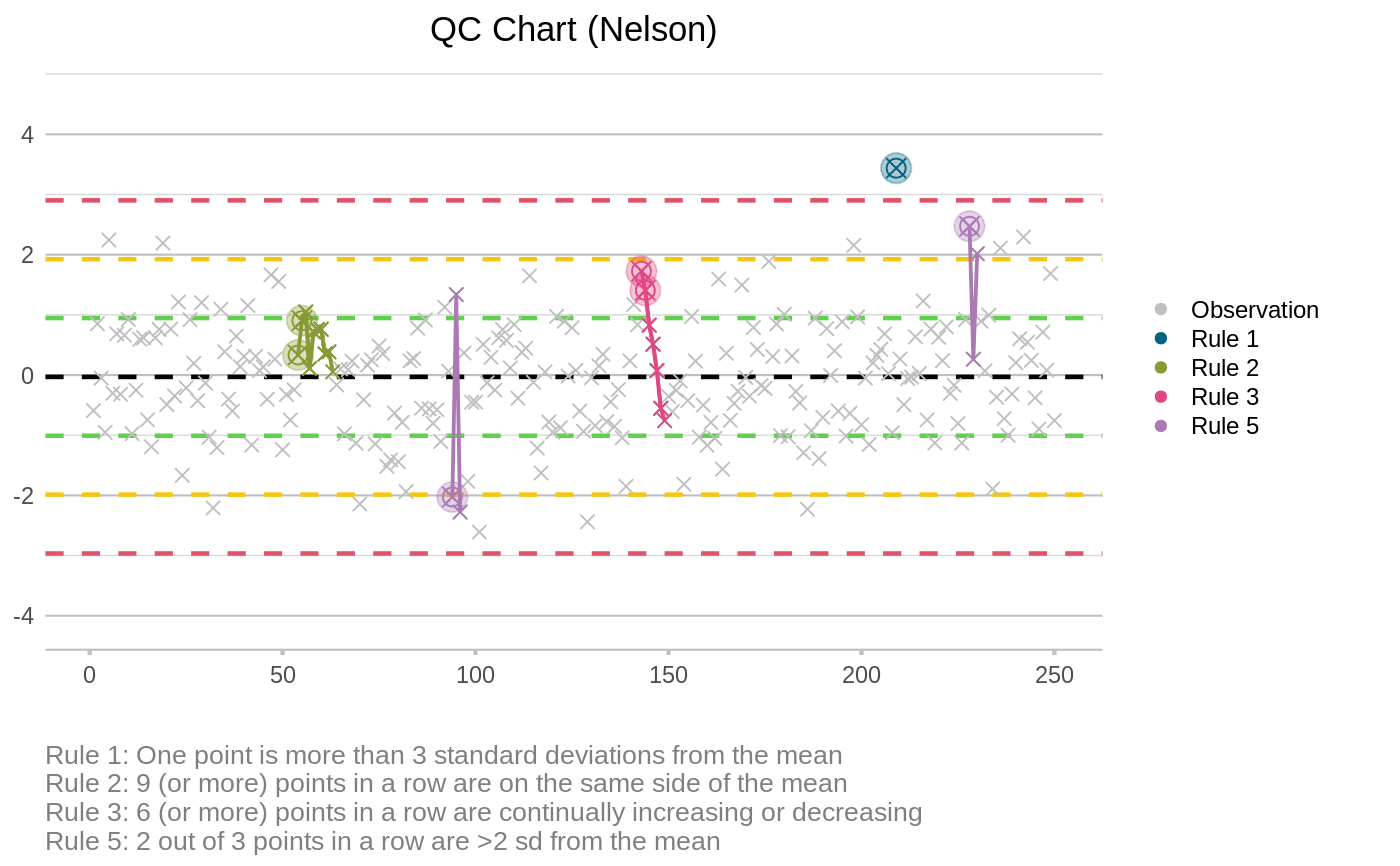 QC Chart (Nelson)
4
2
0
-2
-4
0 50 100 150 200 250
Observation
Rule 1
Rule 2
Rule 3
Rule 5
Rule 1: One point is more than 3 standard deviations from the mean
Rule 2: 9 (or more) points in a row are on the same side of the mean
Rule 3: 6 (or more) points in a row are continually increasing or decreasing
Rule 5: 2 out of 3 points in a row are >2 sd from the mean